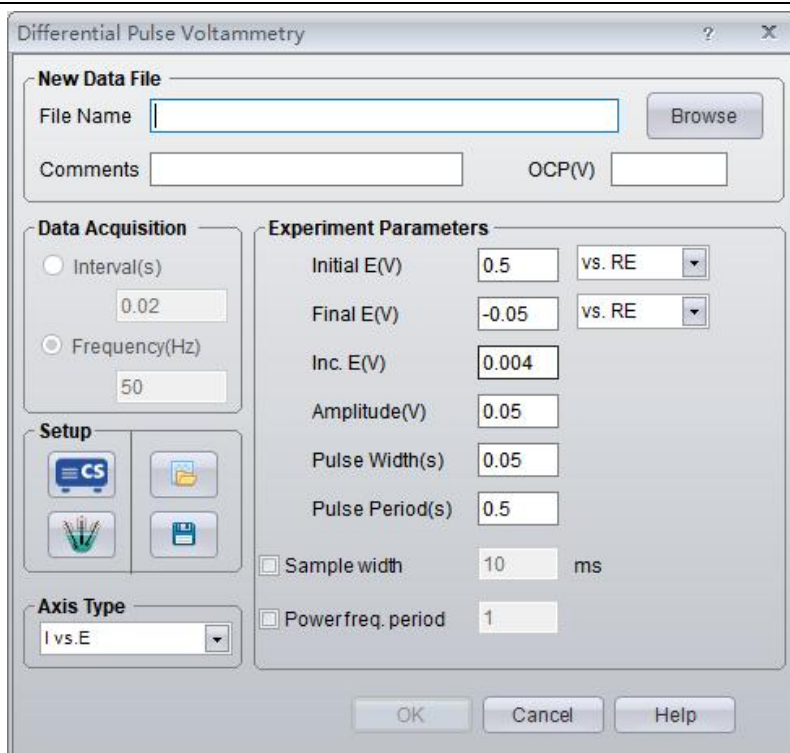 Differential Pulse Voltammetry ? X
New Data File
File Name Browse
Comments OCP(V)
Data Acquisition
Interval(s)
0.02
Frequency(Hz)
50
Setup
CS
Axis Type
I vs.E
Experiment Parameters
Initial E(V) 0.5 vs. RE
Final E(V) -0.05 vs. RE
Inc. E(V) 0.004
Amplitude(V) 0.05
Pulse Width(s) 0.05
Pulse Period(s) 0.5
Sample width 10 ms
Power freq. period 1
OK Cancel Help